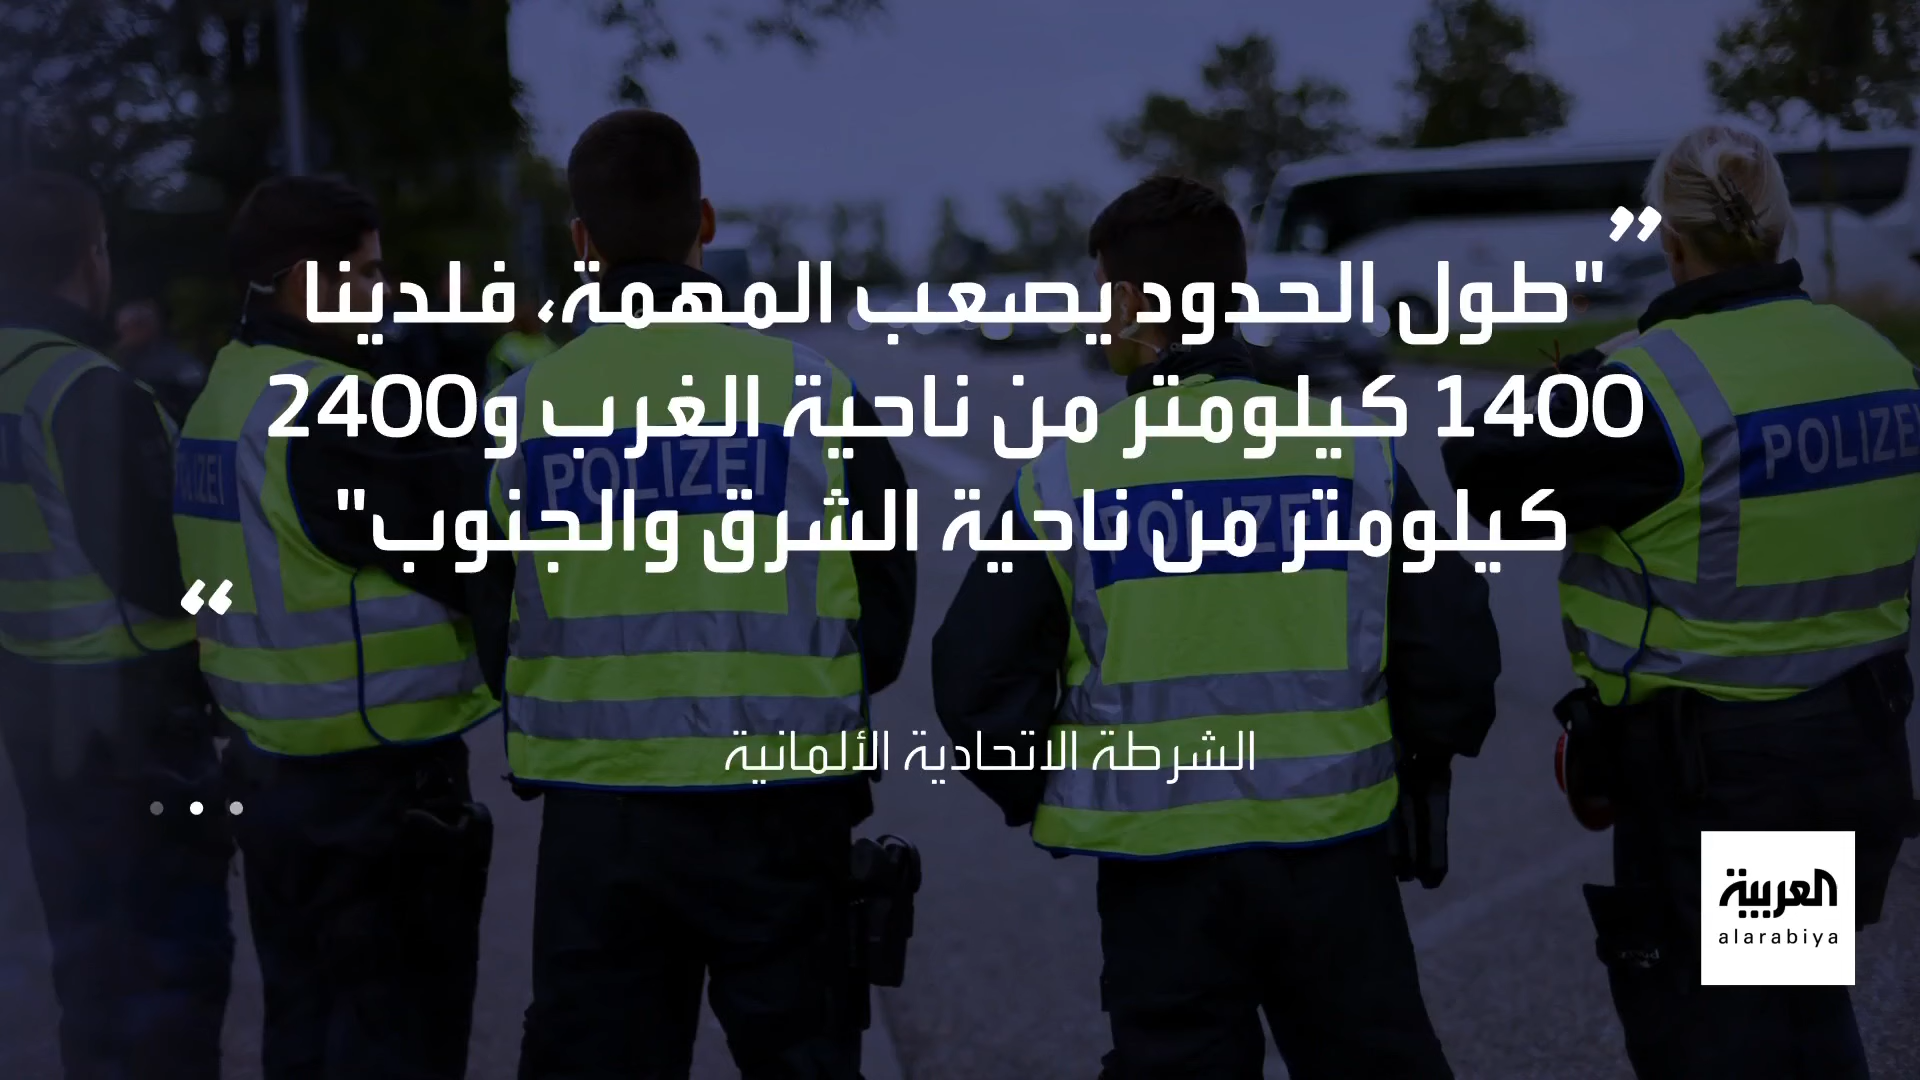 "طول الحدود يصعب المهمة، فلدينا
1400 كيلومتر من ناحية الغرب و2400
كيلومتر من ناحية الشرق والجنوب"
الشرطة الاتحادية الألمانية
POLIZEI
POLIZEI
POLIZEI
POLIZEI
العربية
alarabiya